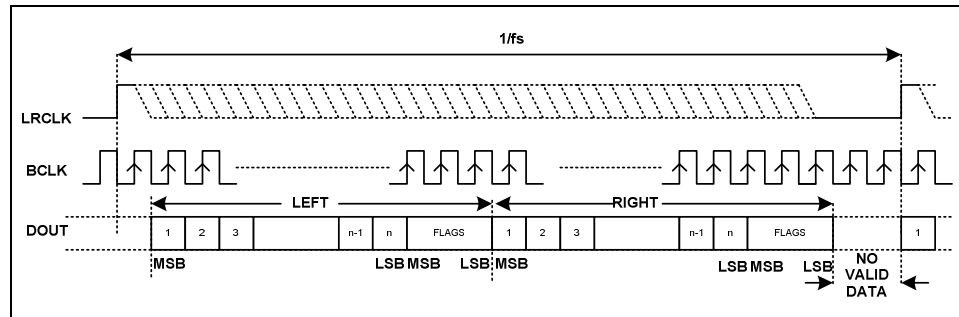 1/fs
LRCLK
BCLK
LEFT
RIGHT
DOUT
1 2 3 n-1 n FLAGS 1 2 3 n-1 n FLAGS 1
MSB LSB MSB LSB MSB LSB MSB LSB
NO
VALID
DATA